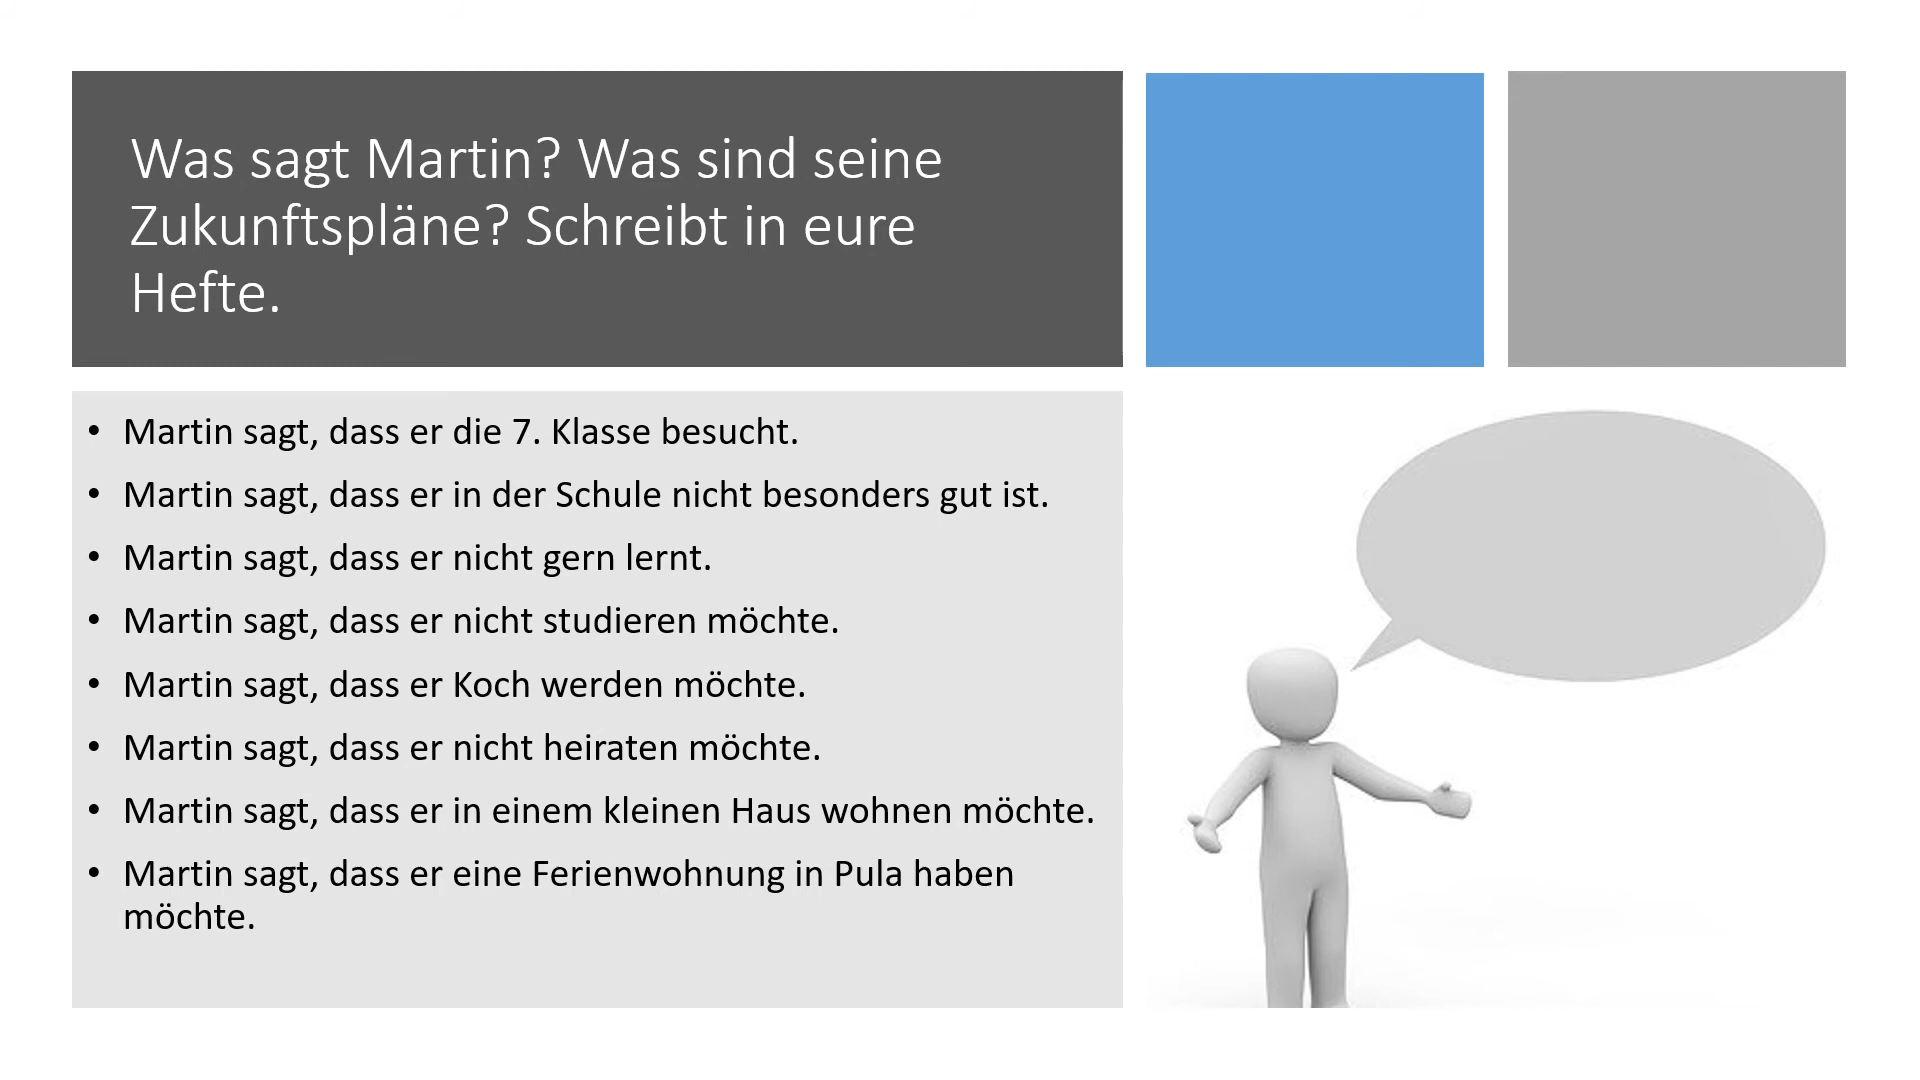 Was sagt Martin? Was sind seine
Zukunftspläne? Schreibt in eure
Hefte.
• Martin sagt, dass er die 7. Klasse besucht.
• Martin sagt, dass er in der Schule nicht besonders gut ist.
• Martin sagt, dass er nicht gern lernt.
• Martin sagt, dass er nicht studieren möchte.
• Martin sagt, dass er Koch werden möchte.
• Martin sagt, dass er nicht heiraten möchte.
• Martin sagt, dass er in einem kleinen Haus wohnen möchte.
• Martin sagt, dass er eine Ferienwohnung in Pula haben
möchte.